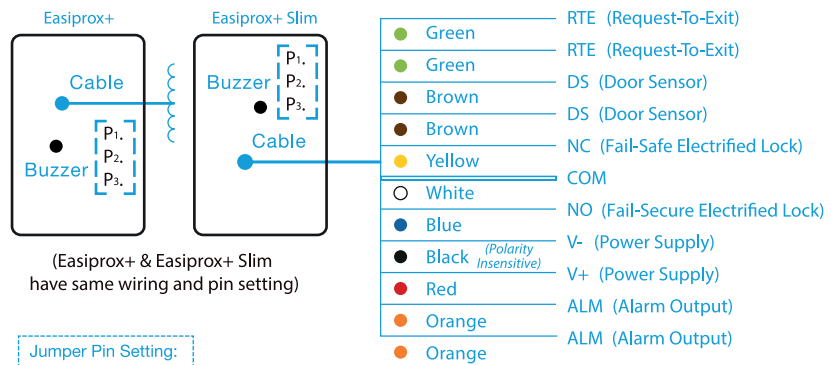 Easiprox+
Cable
Buzzer
P1.
P2.
P3.
Easiprox+ Slim
Buzzer
P1.
P2.
P3.
Cable
(Easiprox+ & Easiprox+ Slim
have same wiring and pin setting)
Jumper Pin Setting:
RTE (Request-To-Exit)
Green
RTE (Request-To-Exit)
Green
DS (Door Sensor)
Brown
DS (Door Sensor)
Brown
NC (Fail-Safe Electrified Lock)
Yellow
COM
White
NO (Fail-Secure Electrified Lock)
Blue
V- (Power Supply)
Black (Polarity
Insensitive)
V+ (Power Supply)
Red
ALM (Alarm Output)
Orange
ALM (Alarm Output)
Orange